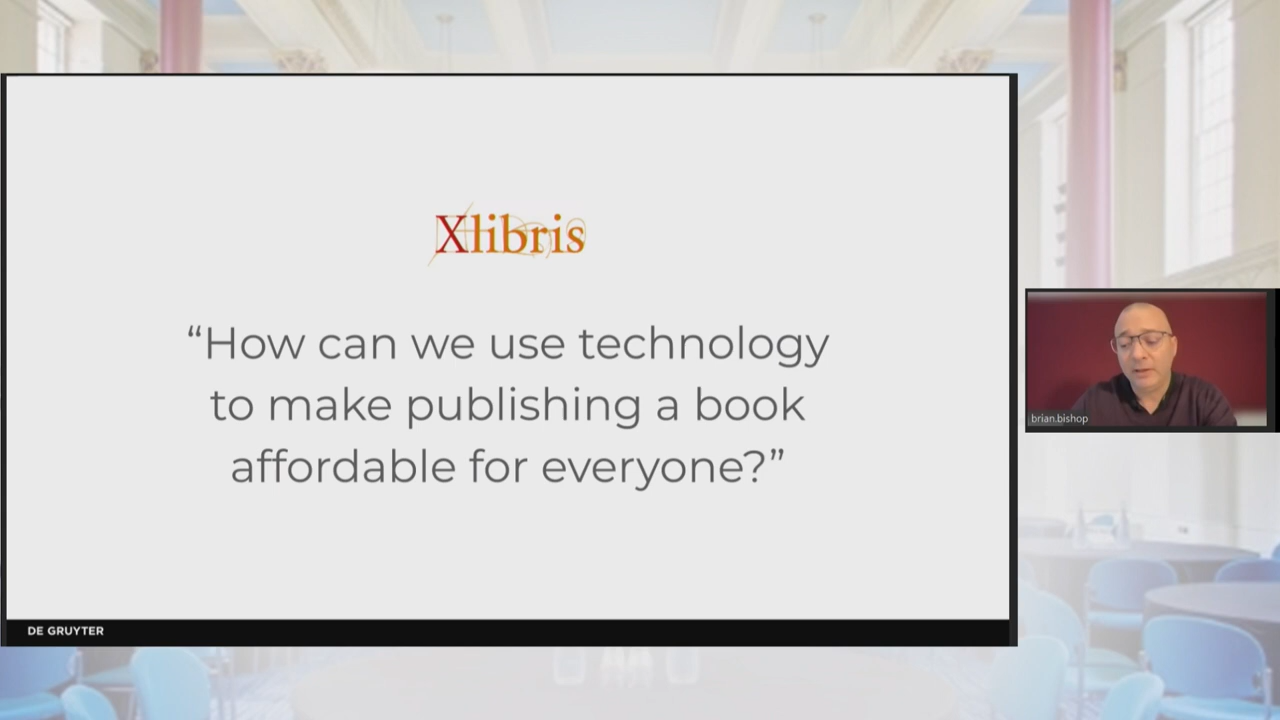 Xlibris
“How can we use technology
to make publishing a book
affordable for everyone?”
DE GRUYTER
brian.bishop